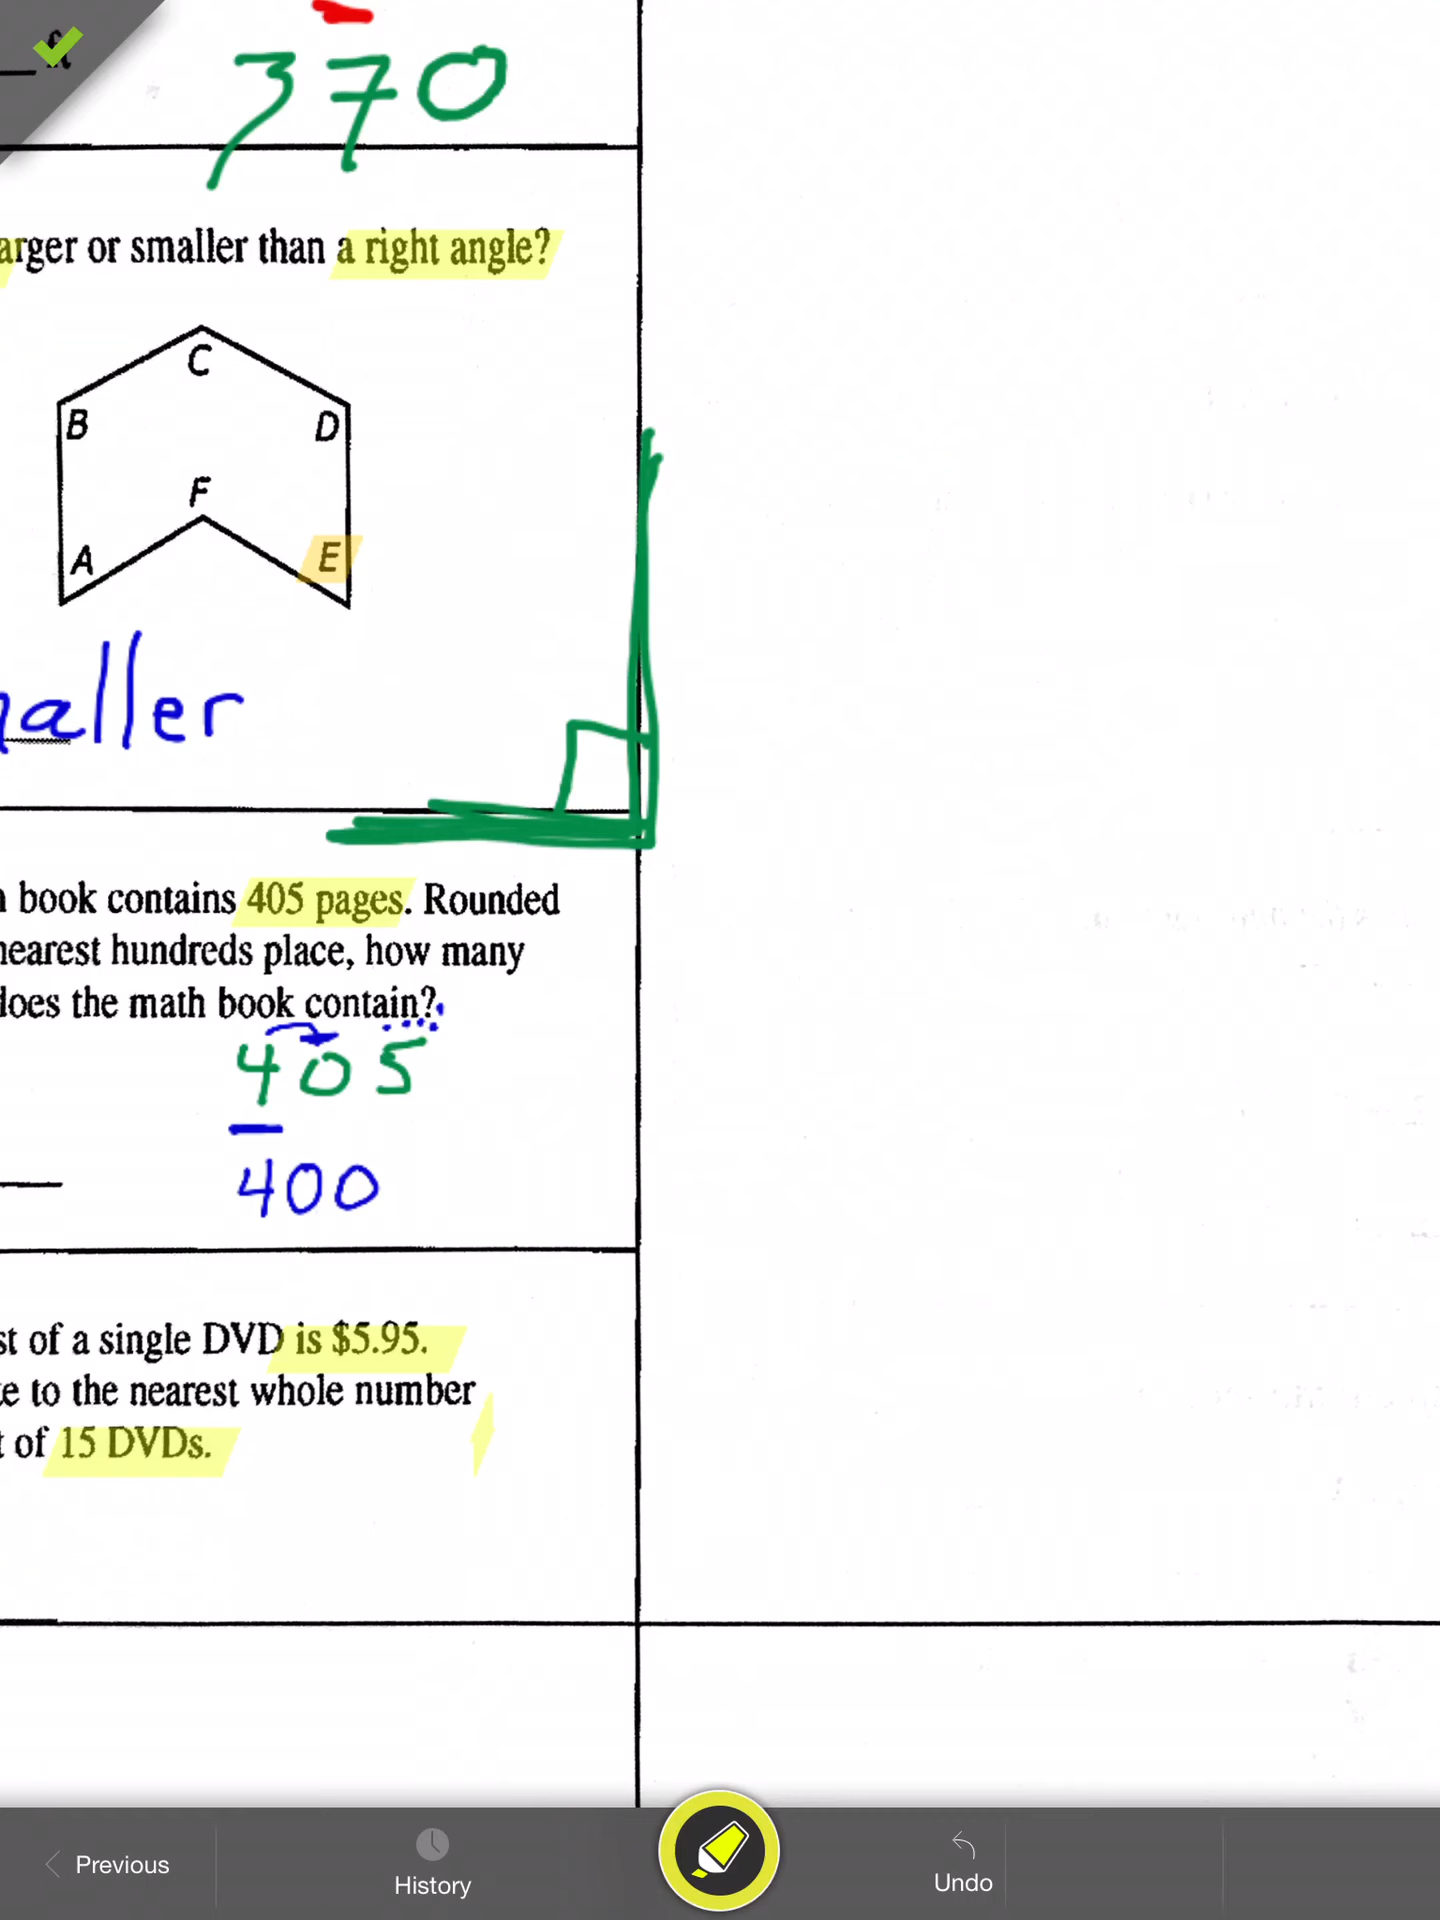 370
arger or smaller than a right angle?
C
B
D
F
A
E
maller
book contains 405 pages. Rounded
nearest hundreds place, how many
does the math book contain?
405
400
st of a single DVD is $5.95.
e to the nearest whole number
t of 15 DVDs.
Previous
History
Undo